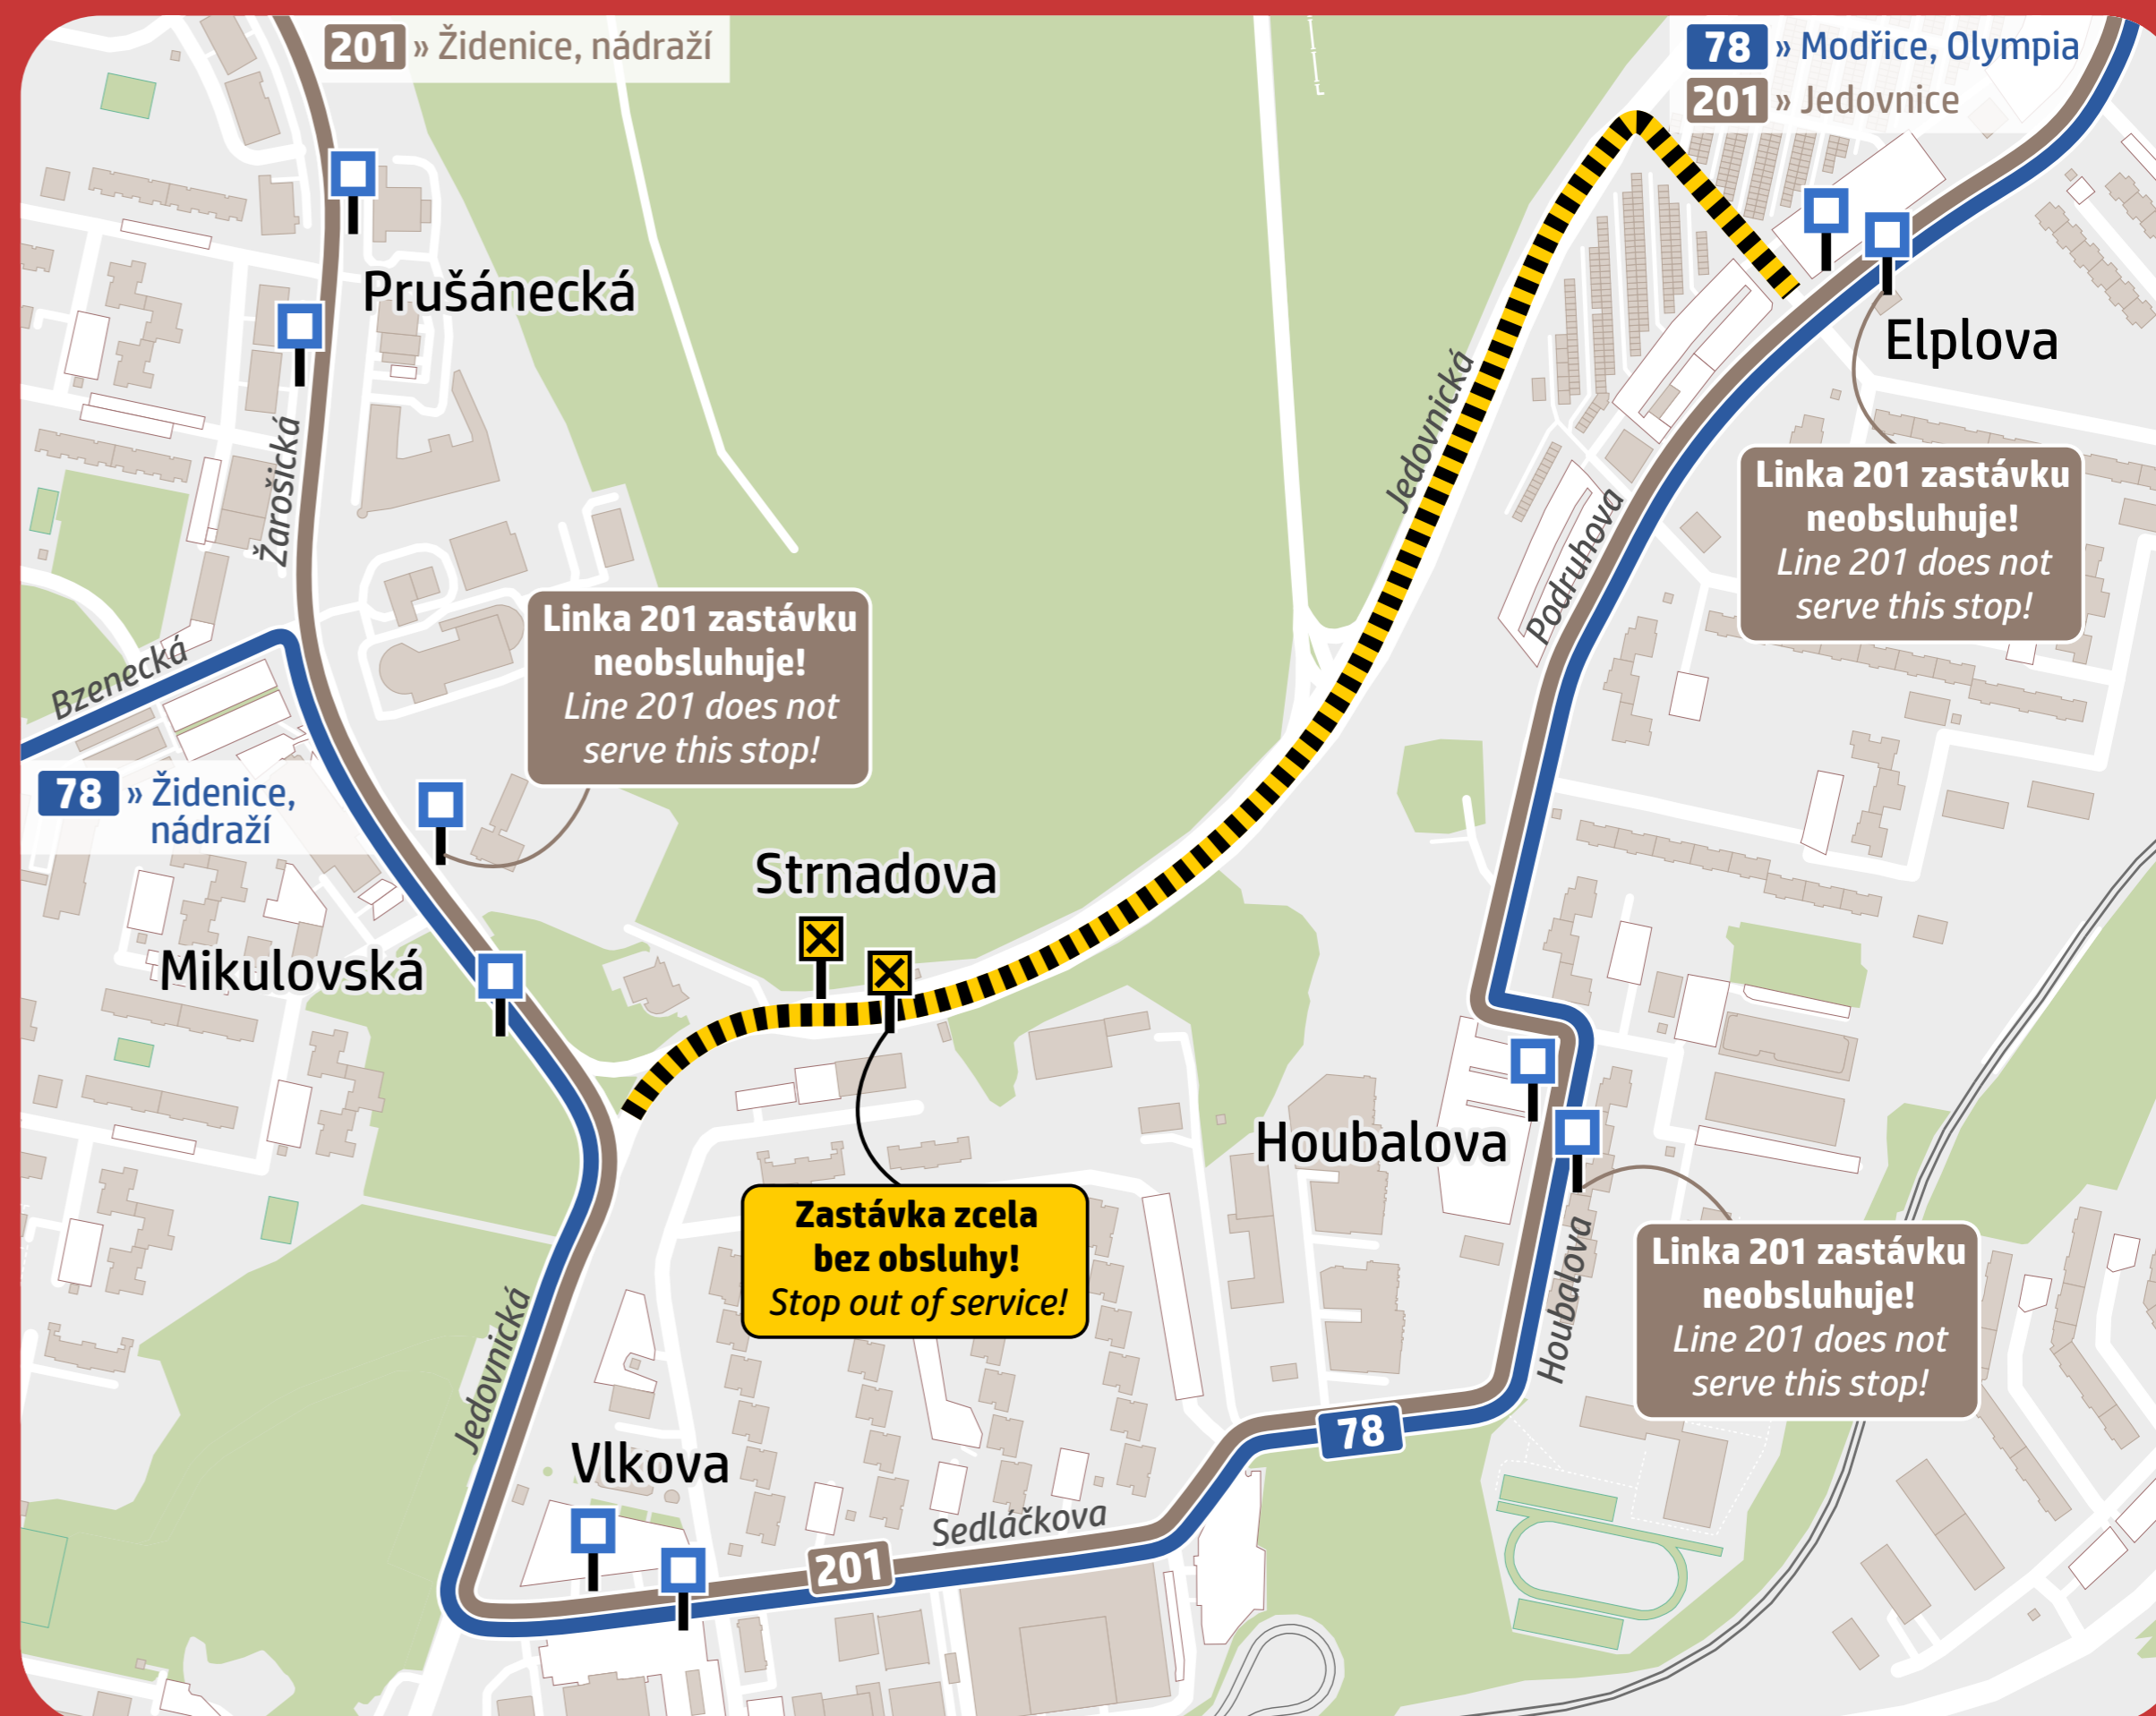 201 » Židenice, nádraží
78 » Modřice, Olympia
201 » Jedovnice
Prušánecká
Elplova
Žarošická
Jedovnická
Linka 201 zastávku
neobsluhuje!
Line 201 does not
serve this stop!
Podruhova
Linka 201 zastávku
neobsluhuje!
Line 201 does not
serve this stop!
Bzenecká
78 » Židenice,
nádraží
Strnadova
Mikulovská
Houbalova
Zastávka zcela
bez obsluhy!
Stop out of service!
Linka 201 zastávku
neobsluhuje!
Line 201 does not
serve this stop!
Houbalova
Jedovnická
78
Vlkova
Sedláčkova
201